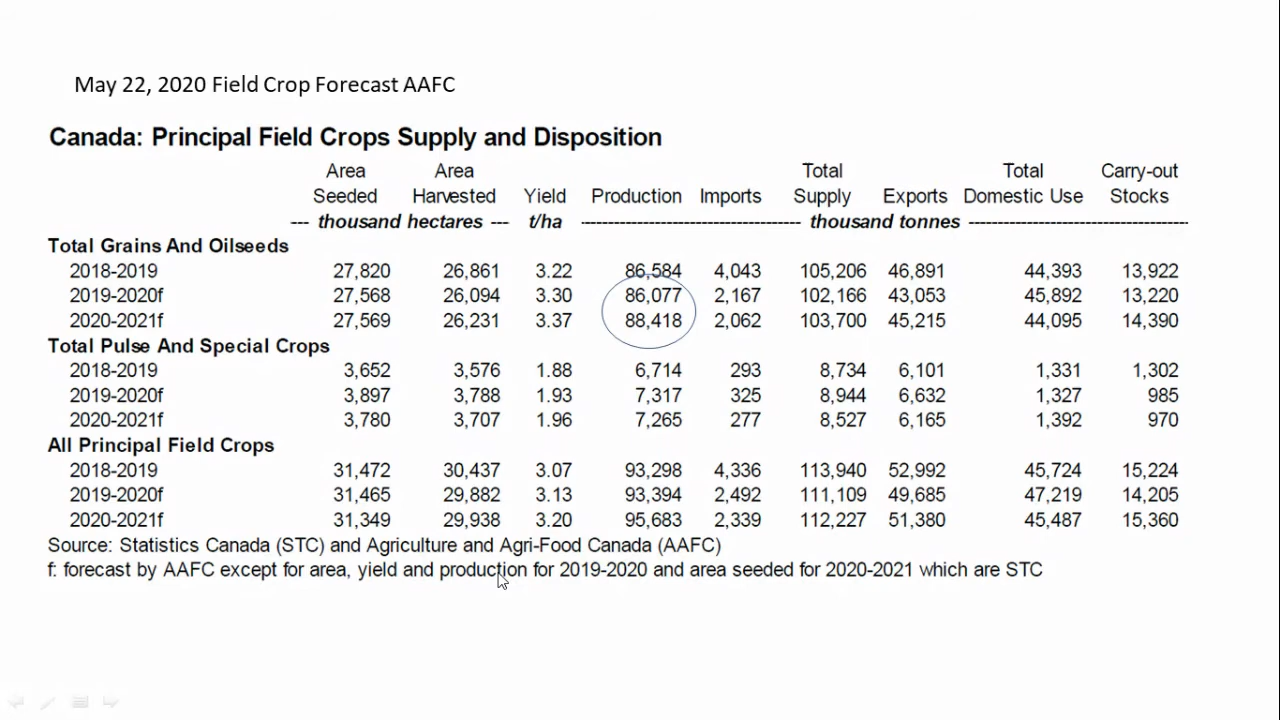 May 22, 2020 Field Crop Forecast AAFC
Canada: Principal Field Crops Supply and Disposition
Area Area Total Total Carry-out
Seeded Harvested Yield Production Imports Supply Exports Domestic Use Stocks
--- thousand hectares --- t/ha ------------------------------ thousand tonnes ------------------------------
Total Grains And Oilseeds
2018-2019 27,820 26,861 3.22 86,584 4,043 105,206 46,891 44,393 13,922
2019-2020f 27,568 26,094 3.30 86,077 2,167 102,166 43,053 45,892 13,220
2020-2021f 27,569 26,231 3.37 88,418 2,062 103,700 45,215 44,095 14,390
Total Pulse And Special Crops
2018-2019 3,652 3,576 1.88 6,714 293 8,734 6,101 1,331 1,302
2019-2020f 3,897 3,788 1.93 7,317 325 8,944 6,632 1,327 985
2020-2021f 3,780 3,707 1.96 7,265 277 8,527 6,165 1,392 970
All Principal Field Crops
2018-2019 31,472 30,437 3.07 93,298 4,336 113,940 52,992 45,724 15,224
2019-2020f 31,465 29,882 3.13 93,394 2,492 111,109 49,685 47,219 14,205
2020-2021f 31,349 29,938 3.20 95,683 2,339 112,227 51,380 45,487 15,360
Source: Statistics Canada (STC) and Agriculture and Agri-Food Canada (AAFC)
f: forecast by AAFC except for area, yield and production for 2019-2020 and area seeded for 2020-2021 which are STC